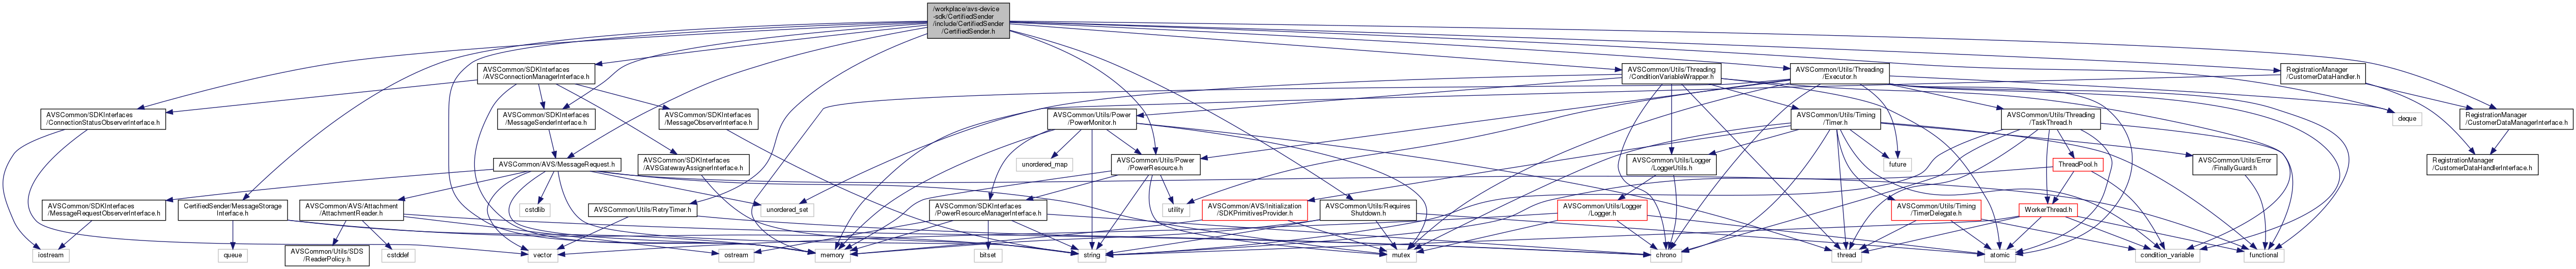 /workplace/avs-device
-sdk/CertifiedSender
/include/CertifiedSender
/CertifiedSender.h
AVSCommon/SDKInterfaces
/AVSConnectionManagerInterface.h
AVSCommon/Utils/Threading
/ConditionVariableWrapper.h
AVSCommon/Utils/Threading
/Executor.h
RegistrationManager
/CustomerDataHandler.h
AVSCommon/SDKInterfaces
/ConnectionStatusObserverInterface.h
AVSCommon/SDKInterfaces
/MessageSenderInterface.h
AVSCommon/SDKInterfaces
/MessageObserverInterface.h
AVSCommon/Utils/Power
/PowerMonitor.h
AVSCommon/Utils/Timing
/Timer.h
AVSCommon/Utils/Threading
/TaskThread.h
deque
RegistrationManager
/CustomerDataManagerInterface.h
AVSCommon/AVS/MessageRequest.h
AVSCommon/SDKInterfaces
/AVSGatewayAssignerInterface.h
unordered_map
AVSCommon/Utils/Power
/PowerResource.h
AVSCommon/Utils/Logger
/LoggerUtils.h
future
ThreadPool.h
AVSCommon/Utils/Error
/FinallyGuard.h
RegistrationManager
/CustomerDataHandlerInterface.h
AVSCommon/SDKInterfaces
/MessageRequestObserverInterface.h
CertifiedSender/MessageStorage
Interface.h
AVSCommon/AVS/Attachment
/AttachmentReader.h
cstdlib
AVSCommon/Utils/RetryTimer.h
unordered_set
AVSCommon/SDKInterfaces
/PowerResourceManagerInterface.h
utility
AVSCommon/AVS/Initialization
/SDKPrimitivesProvider.h
AVSCommon/Utils/Requires
Shutdown.h
AVSCommon/Utils/Logger
/Logger.h
AVSCommon/Utils/Timing
/TimerDelegate.h
WorkerThread.h
iostream
queue
AVSCommon/Utils/SDS
/ReaderPolicy.h
cstddef
vector
ostream
memory
bitset
string
mutex
chrono
thread
atomic
condition_variable
functional